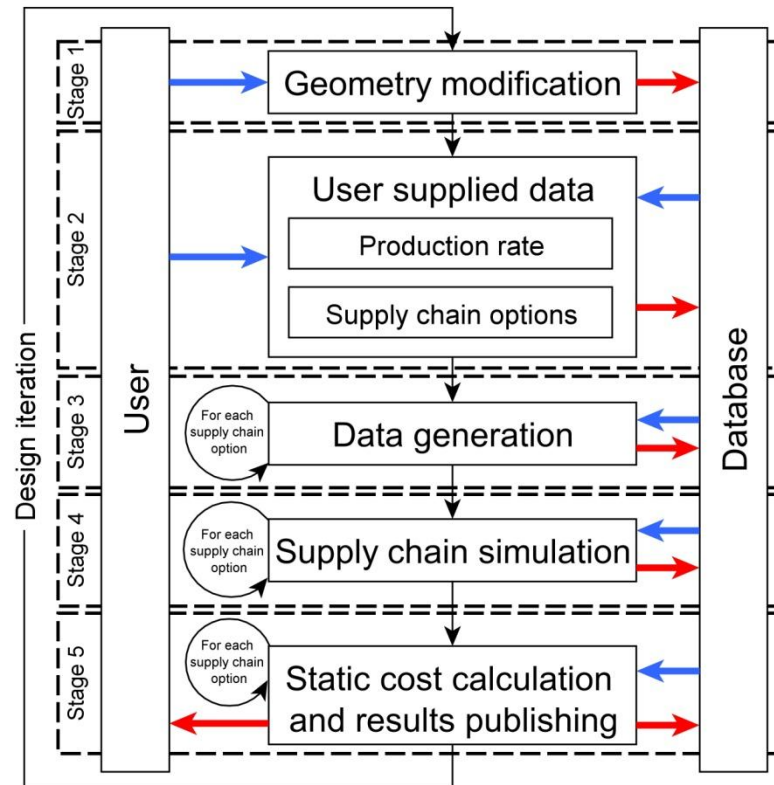 Design iteration
User
Database
Stage 1
Geometry modification
Stage 2
User supplied data
Production rate
Supply chain options
Stage 3
For each
supply chain
option
Data generation
Stage 4
For each
supply chain
option
Supply chain simulation
Stage 5
For each
supply chain
option
Static cost calculation
and results publishing